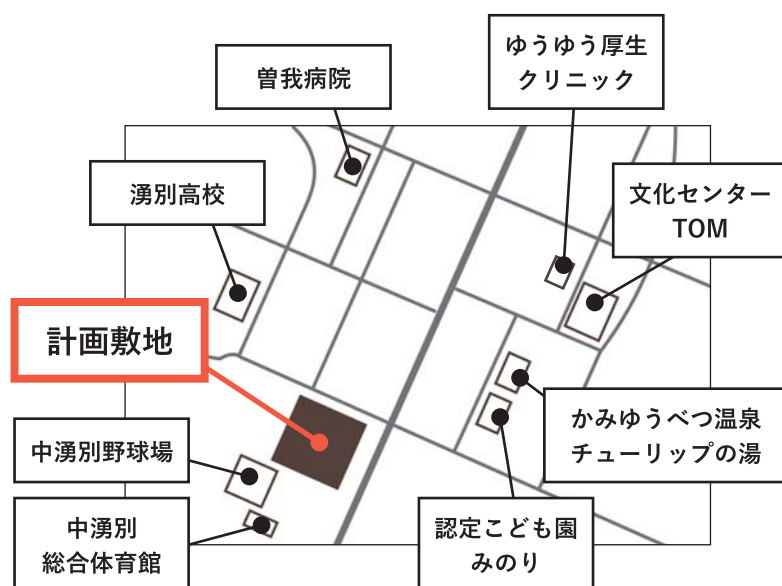 ゆうゆう厚生
クリニック
曽我病院
湧別高校
文化センター
TOM
計画敷地
かみゆうべつ温泉
チューリップの湯
中湧別野球場
中湧別
総合体育館
認定こども園
みのり